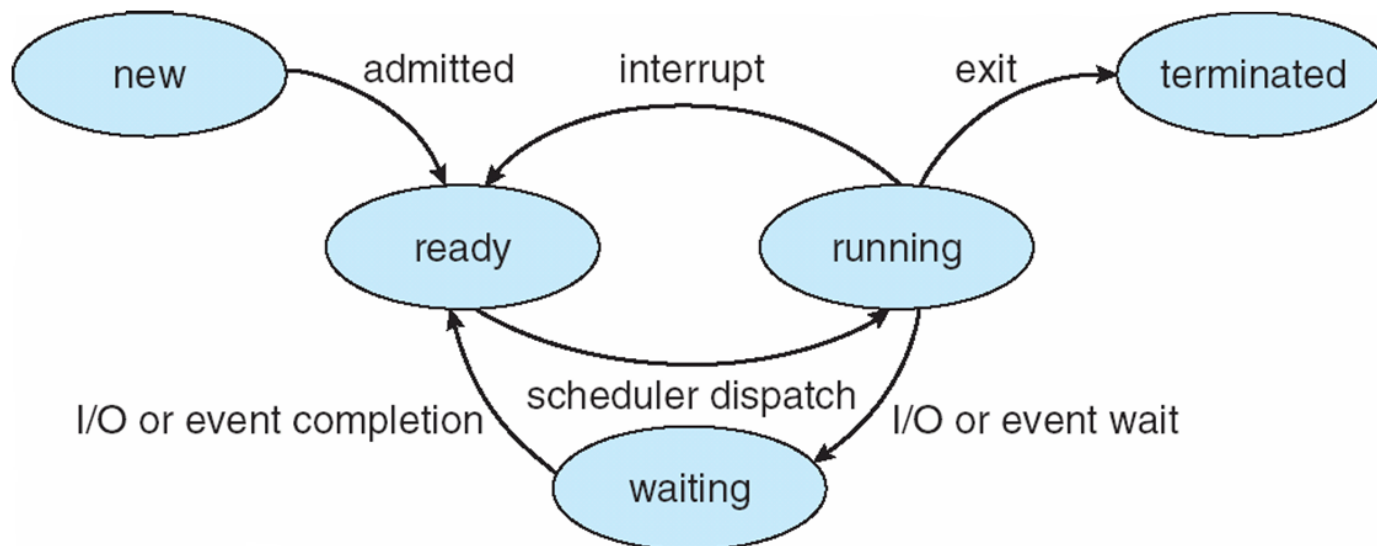 new
admitted
interrupt
exit
terminated
ready
running
I/O or event completion
scheduler dispatch
I/O or event wait
waiting